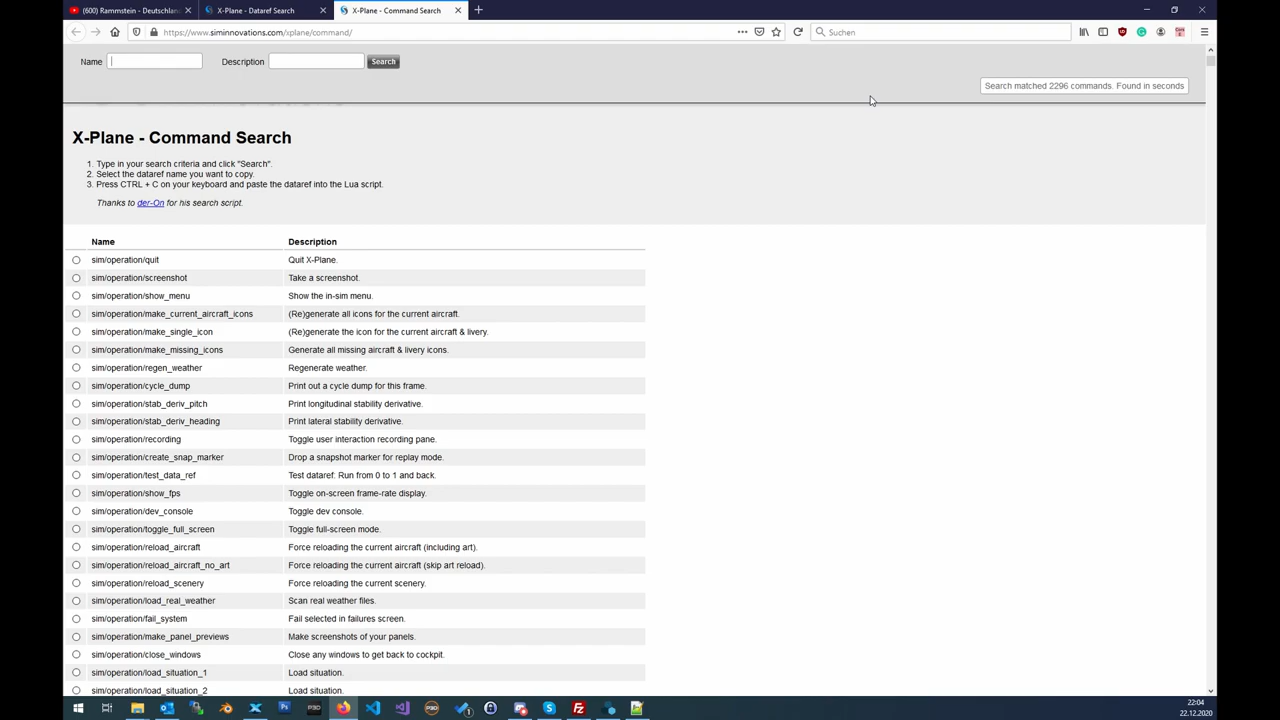 (600) Rammstein - Deutschlan
X-Plane - Dataref Search
X-Plane - Command Search
https://www.siminnovations.com/xplane/command/
Suchen
Name
Description
Search
Search matched 2296 commands. Found in seconds
X-Plane - Command Search
1. Type in your search criteria and click "Search".
2. Select the dataref name you want to copy.
3. Press CTRL + C on your keyboard and paste the dataref into the Lua script.
Thanks to der-On for his search script.
Name Description
sim/operation/quit Quit X-Plane.
sim/operation/screenshot Take a screenshot.
sim/operation/show_menu Show the in-sim menu.
sim/operation/make_current_aircraft_icons (Re)generate all icons for the current aircraft.
sim/operation/make_single_icon (Re)generate the icon for the current aircraft & livery.
sim/operation/make_missing_icons Generate all missing aircraft & livery icons.
sim/operation/regen_weather Regenerate weather.
sim/operation/cycle_dump Print out a cycle dump for this frame.
sim/operation/stab_deriv_pitch Print longitudinal stability derivative.
sim/operation/stab_deriv_heading Print lateral stability derivative.
sim/operation/recording Toggle user interaction recording pane.
sim/operation/create_snap_marker Drop a snapshot marker for replay mode.
sim/operation/test_data_ref Test dataref: Run from 0 to 1 and back.
sim/operation/show_fps Toggle on-screen frame-rate display.
sim/operation/dev_console Toggle dev console.
sim/operation/toggle_full_screen Toggle full-screen mode.
sim/operation/reload_aircraft Force reloading the current aircraft (including art).
sim/operation/reload_aircraft_no_art Force reloading the current aircraft (skip art reload).
sim/operation/reload_scenery Force reloading the current scenery.
sim/operation/load_real_weather Scan real weather files.
sim/operation/fail_system Fail selected in failures screen.
sim/operation/make_panel_previews Make screenshots of your panels.
sim/operation/close_windows Close any windows to get back to cockpit.
sim/operation/load_situation_1 Load situation.
sim/operation/load_situation_2 Load situation.
22:04
22.12.2020